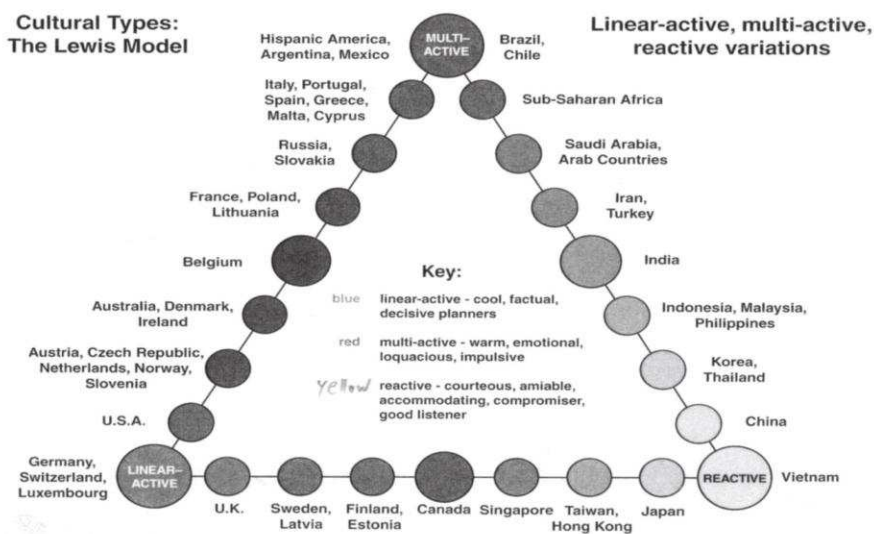 Cultural Types:
The Lewis Model
Linear-active, multi-active,
reactive variations
Hispanic America,
Argentina, Mexico
MULTI–
ACTIVE
Brazil,
Chile
Italy, Portugal,
Spain, Greece,
Malta, Cyprus
Sub-Saharan Africa
Russia,
Slovakia
Saudi Arabia,
Arab Countries
France, Poland,
Lithuania
Iran,
Turkey
Belgium
India
Key:
blue linear-active - cool, factual,
decisive planners
red multi-active - warm, emotional,
loquacious, impulsive
yellow reactive - courteous, amiable,
accommodating, compromiser,
good listener
Australia, Denmark,
Ireland
Indonesia, Malaysia,
Philippines
Austria, Czech Republic,
Netherlands, Norway,
Slovenia
Korea,
Thailand
U.S.A.
China
Germany,
Switzerland,
Luxembourg
LINEAR–
ACTIVE
REACTIVE
Vietnam
U.K.
Sweden,
Latvia
Finland,
Estonia
Canada
Singapore
Taiwan,
Hong Kong
Japan